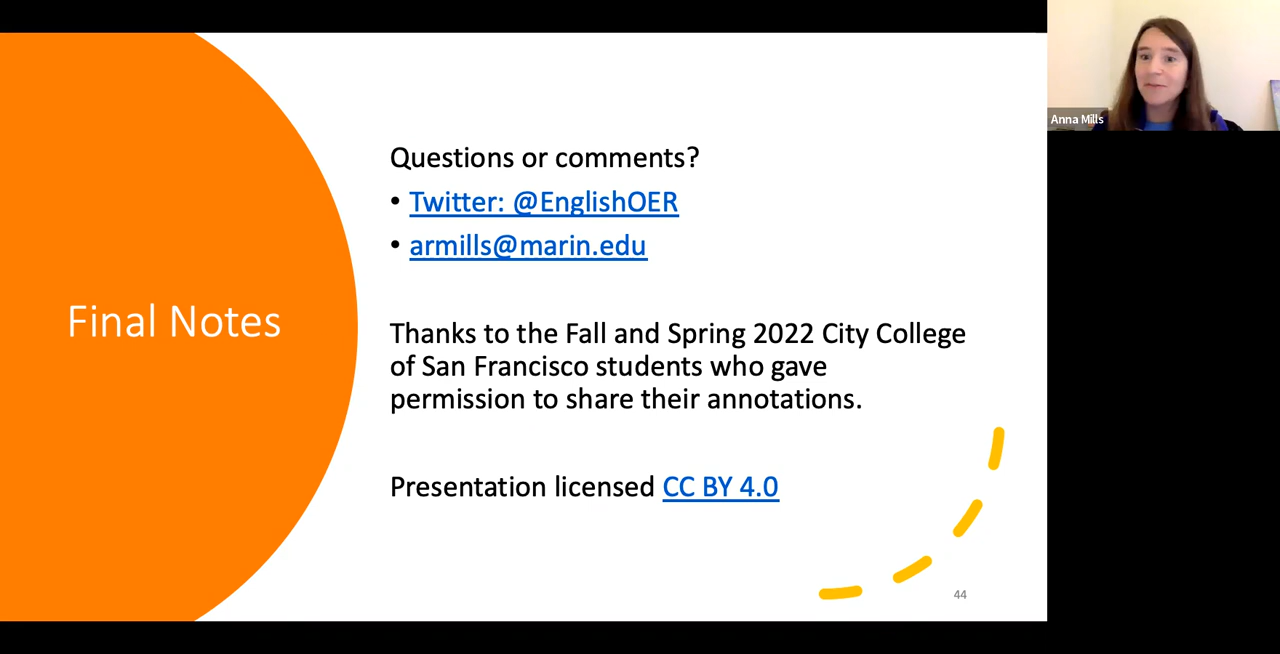 Final Notes
Questions or comments?
• Twitter: @EnglishOER
• armills@marin.edu
Thanks to the Fall and Spring 2022 City College
of San Francisco students who gave
permission to share their annotations.
Presentation licensed CC BY 4.0
44
Anna Mills